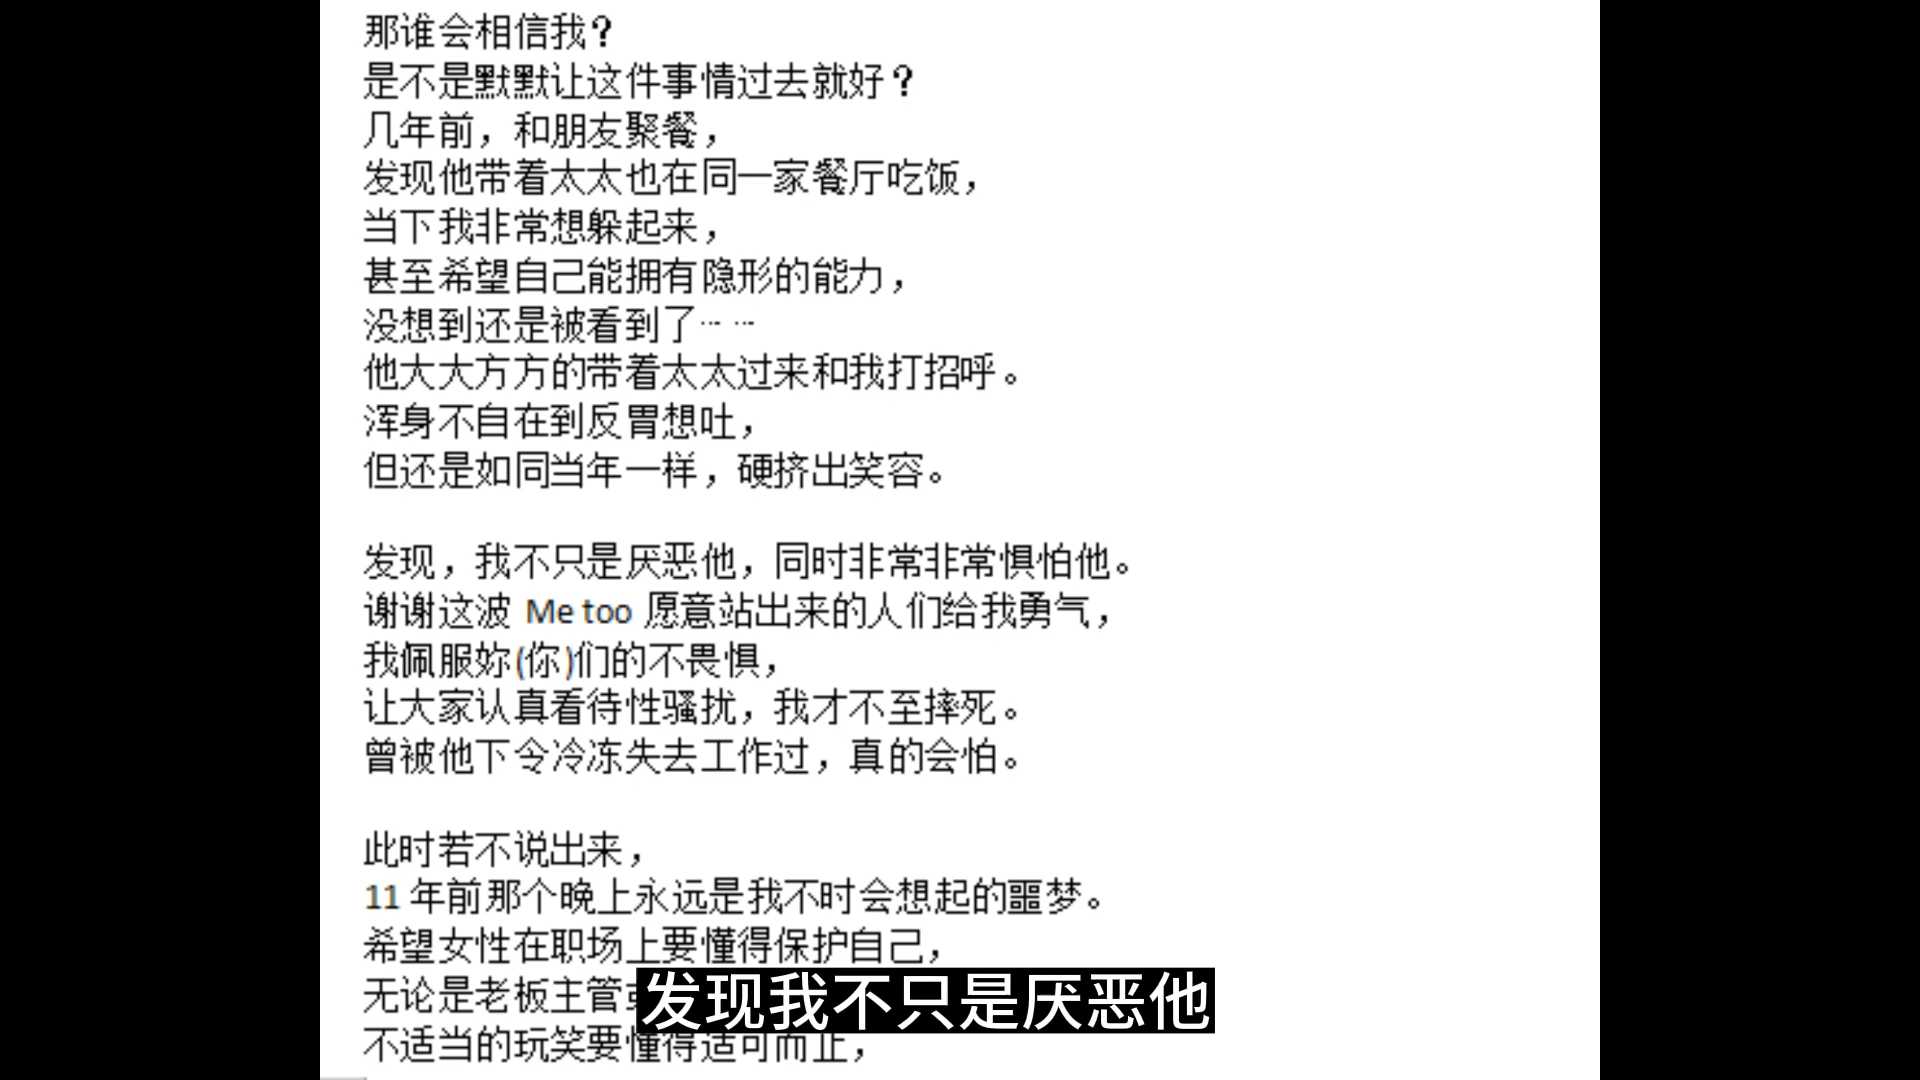 那谁会相信我？
是不是默默让这件事情过去就好？
几年前，和朋友聚餐，
发现他带着太太也在同一家餐厅吃饭，
当下我非常想躲起来，
甚至希望自己能拥有隐形的能力，
没想到还是被看到了……
他大大方方的带着太太过来和我打招呼。
浑身不自在到反胃想吐，
但还是如同当年一样，硬挤出笑容。
发现，我不只是厌恶他，同时非常非常惧怕他。
谢谢这波 Me too 愿意站出来的人们给我勇气，
我佩服妳(你)们的不畏惧，
让大家认真看待性骚扰，我才不至摔死。
曾被他下令冷冻失去工作过，真的会怕。
此时若不说出来，
11 年前那个晚上永远是我不时会想起的噩梦。
希望女性在职场上要懂得保护自己，
无论是老板主管
发现我不只是厌恶他
不适当的玩笑要懂得适可而止，